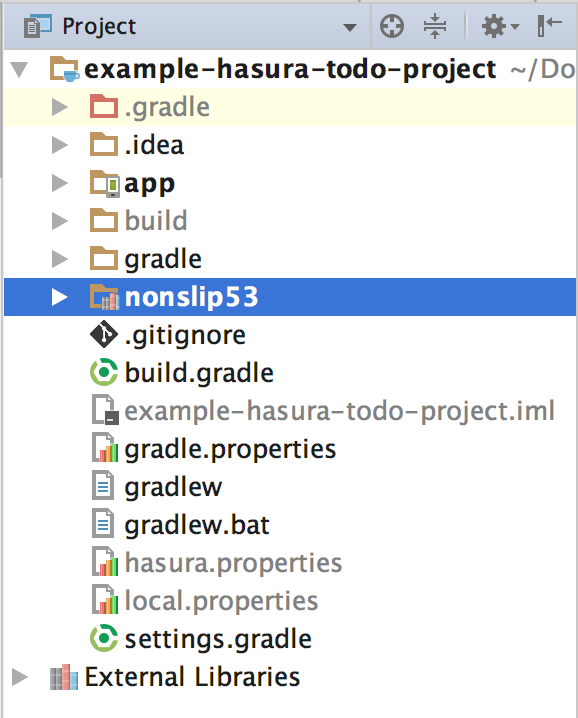 Project
example-hasura-todo-project ~/Do
.gradle
.idea
app
build
gradle
nonslip53
.gitignore
build.gradle
example-hasura-todo-project.iml
gradle.properties
gradlew
gradlew.bat
hasura.properties
local.properties
settings.gradle
External Libraries